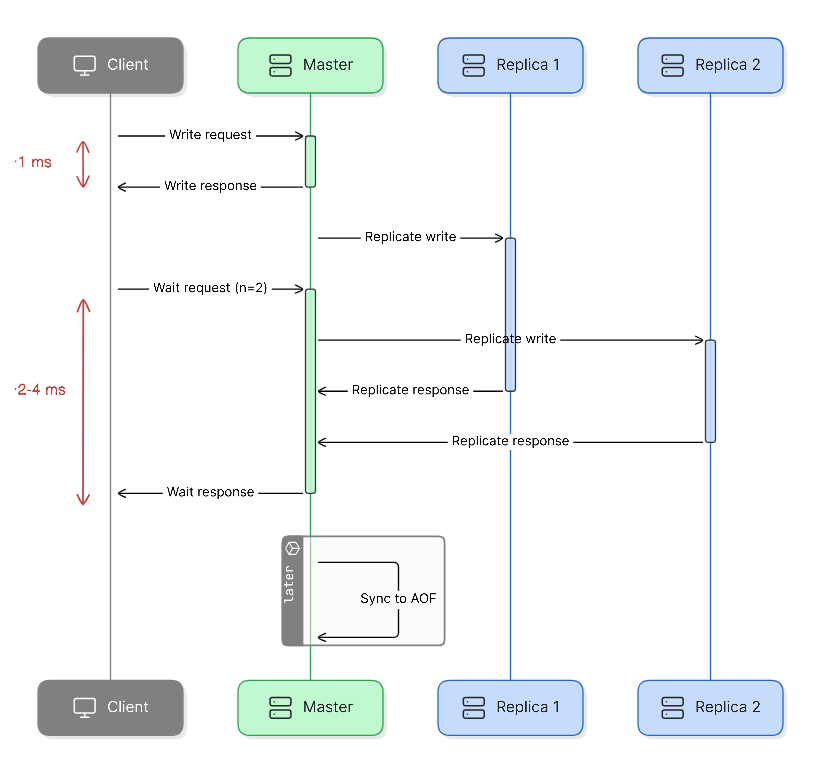 Client
Master
Replica 1
Replica 2
Write request
~1 ms
Write response
Replicate write
Wait request (n=2)
Replicate write
~2-4 ms
Replicate response
Replicate response
Wait response
later
Sync to AOF
Client
Master
Replica 1
Replica 2